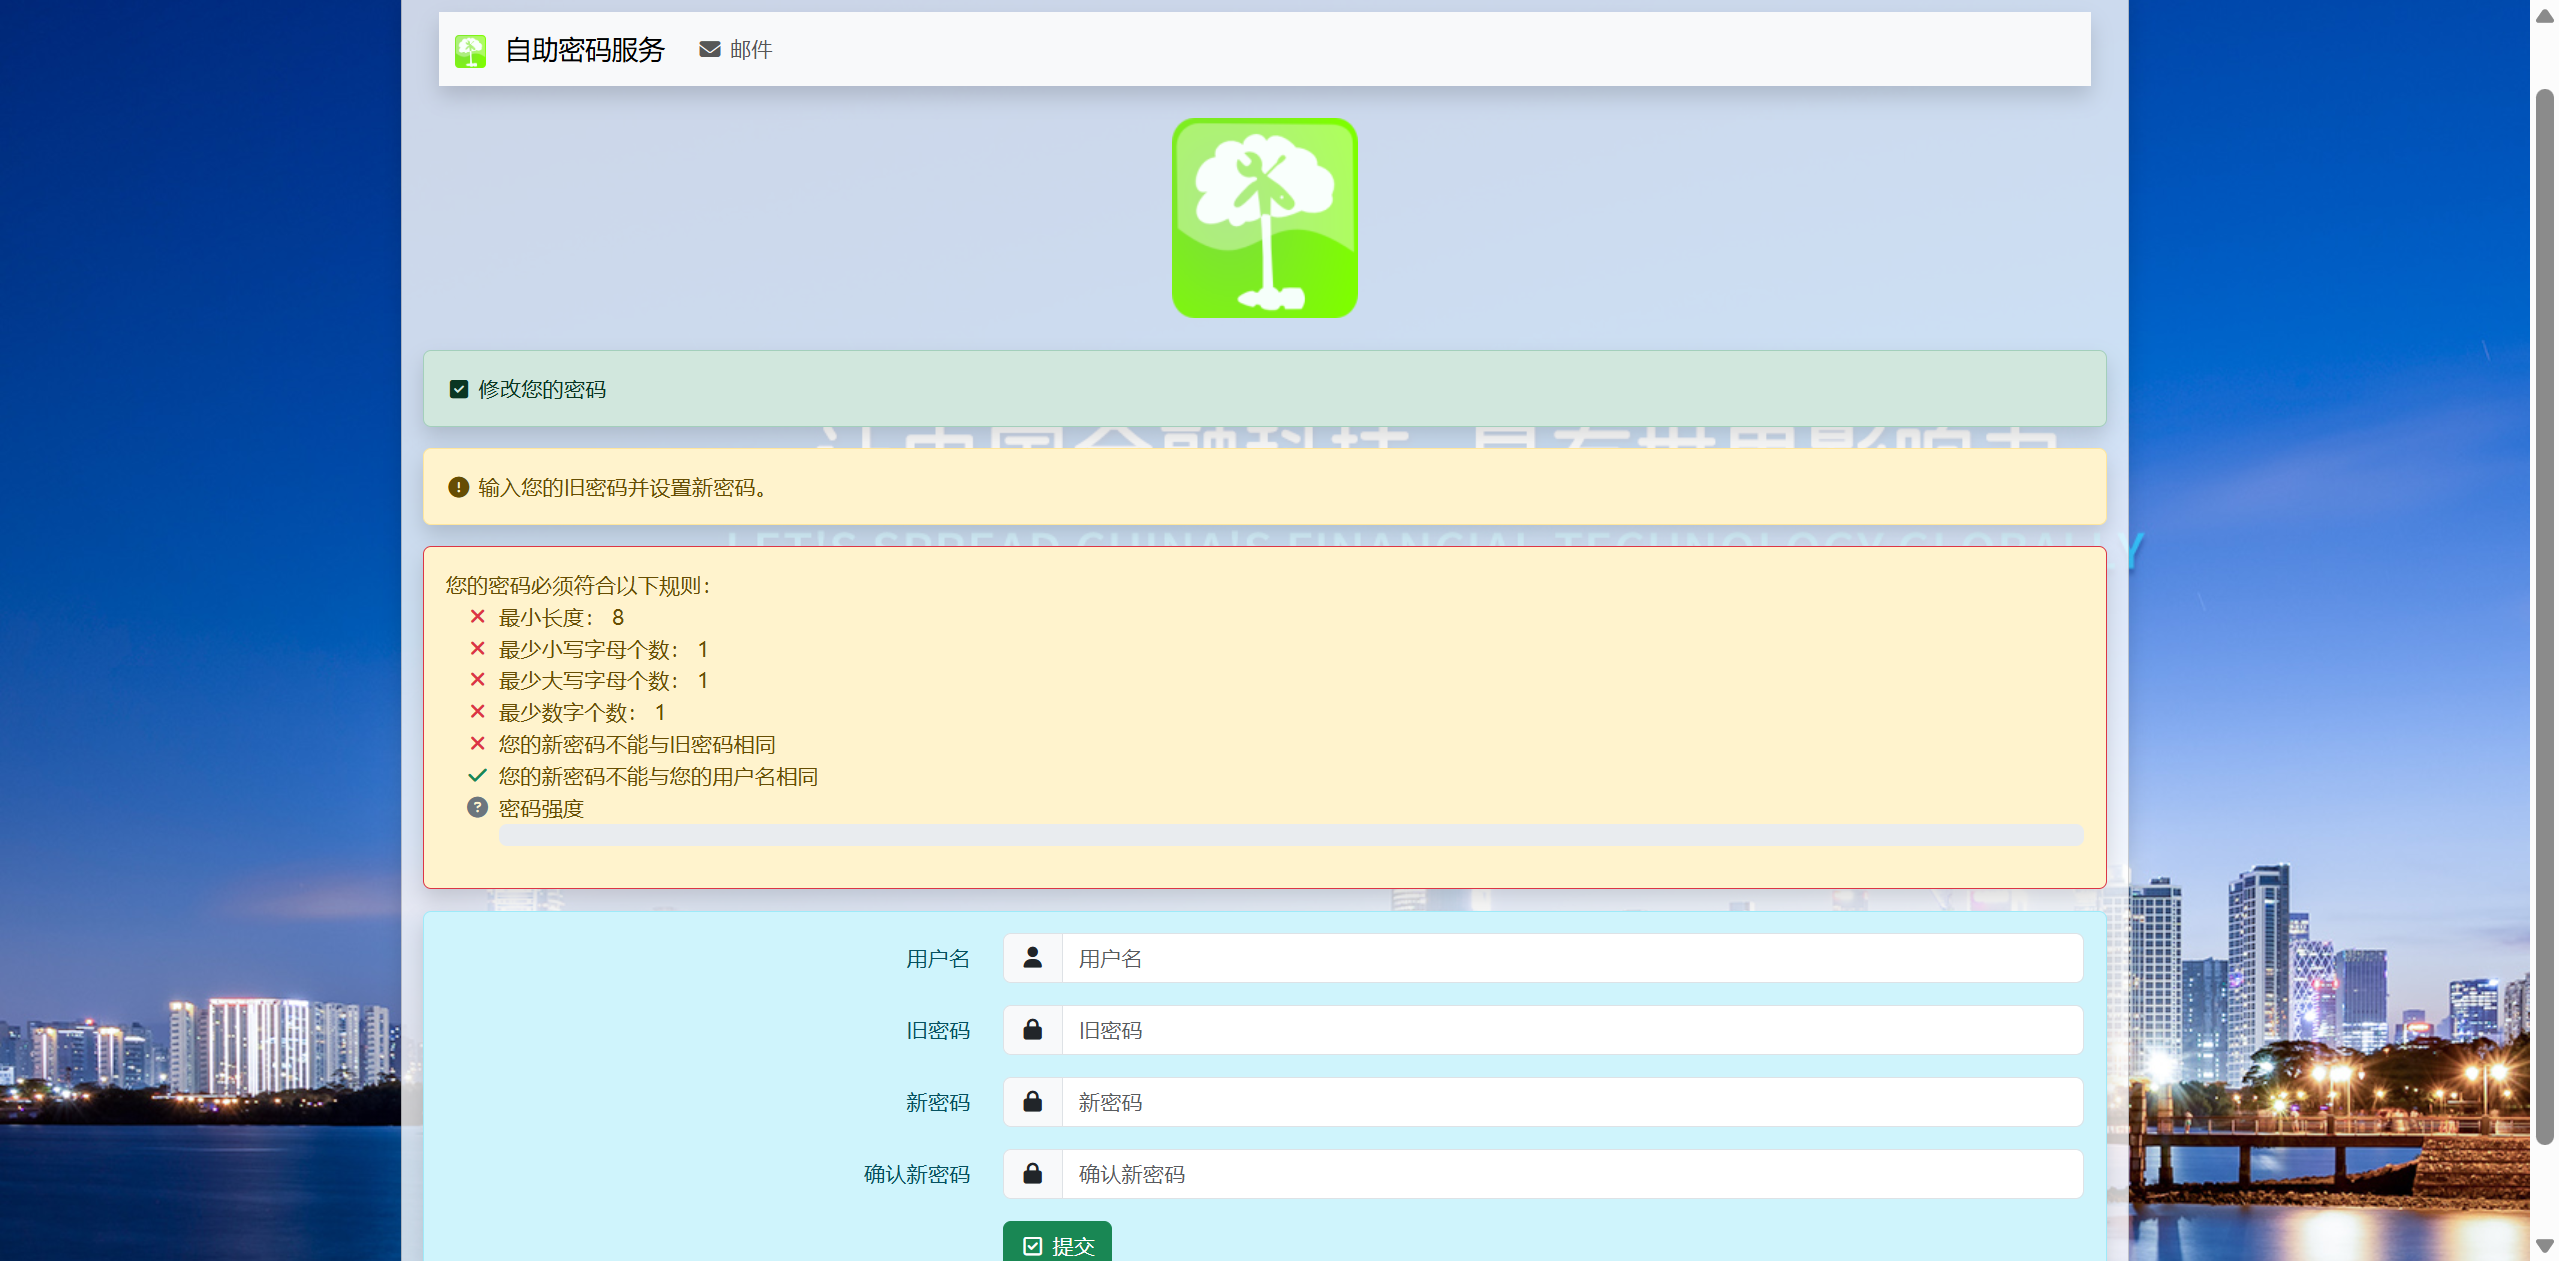 自助密码服务 邮件
修改您的密码
输入您的旧密码并设置新密码。
LET'S SPREAD CHINA'S FINANCIAL TECHNOLOGY GLOBALLY
您的密码必须符合以下规则：
最小长度： 8
最少小写字母个数： 1
最少大写字母个数： 1
最少数字个数： 1
您的新密码不能与旧密码相同
您的新密码不能与您的用户名相同
密码强度
用户名 用户名
旧密码 旧密码
新密码 新密码
确认新密码 确认新密码
提交